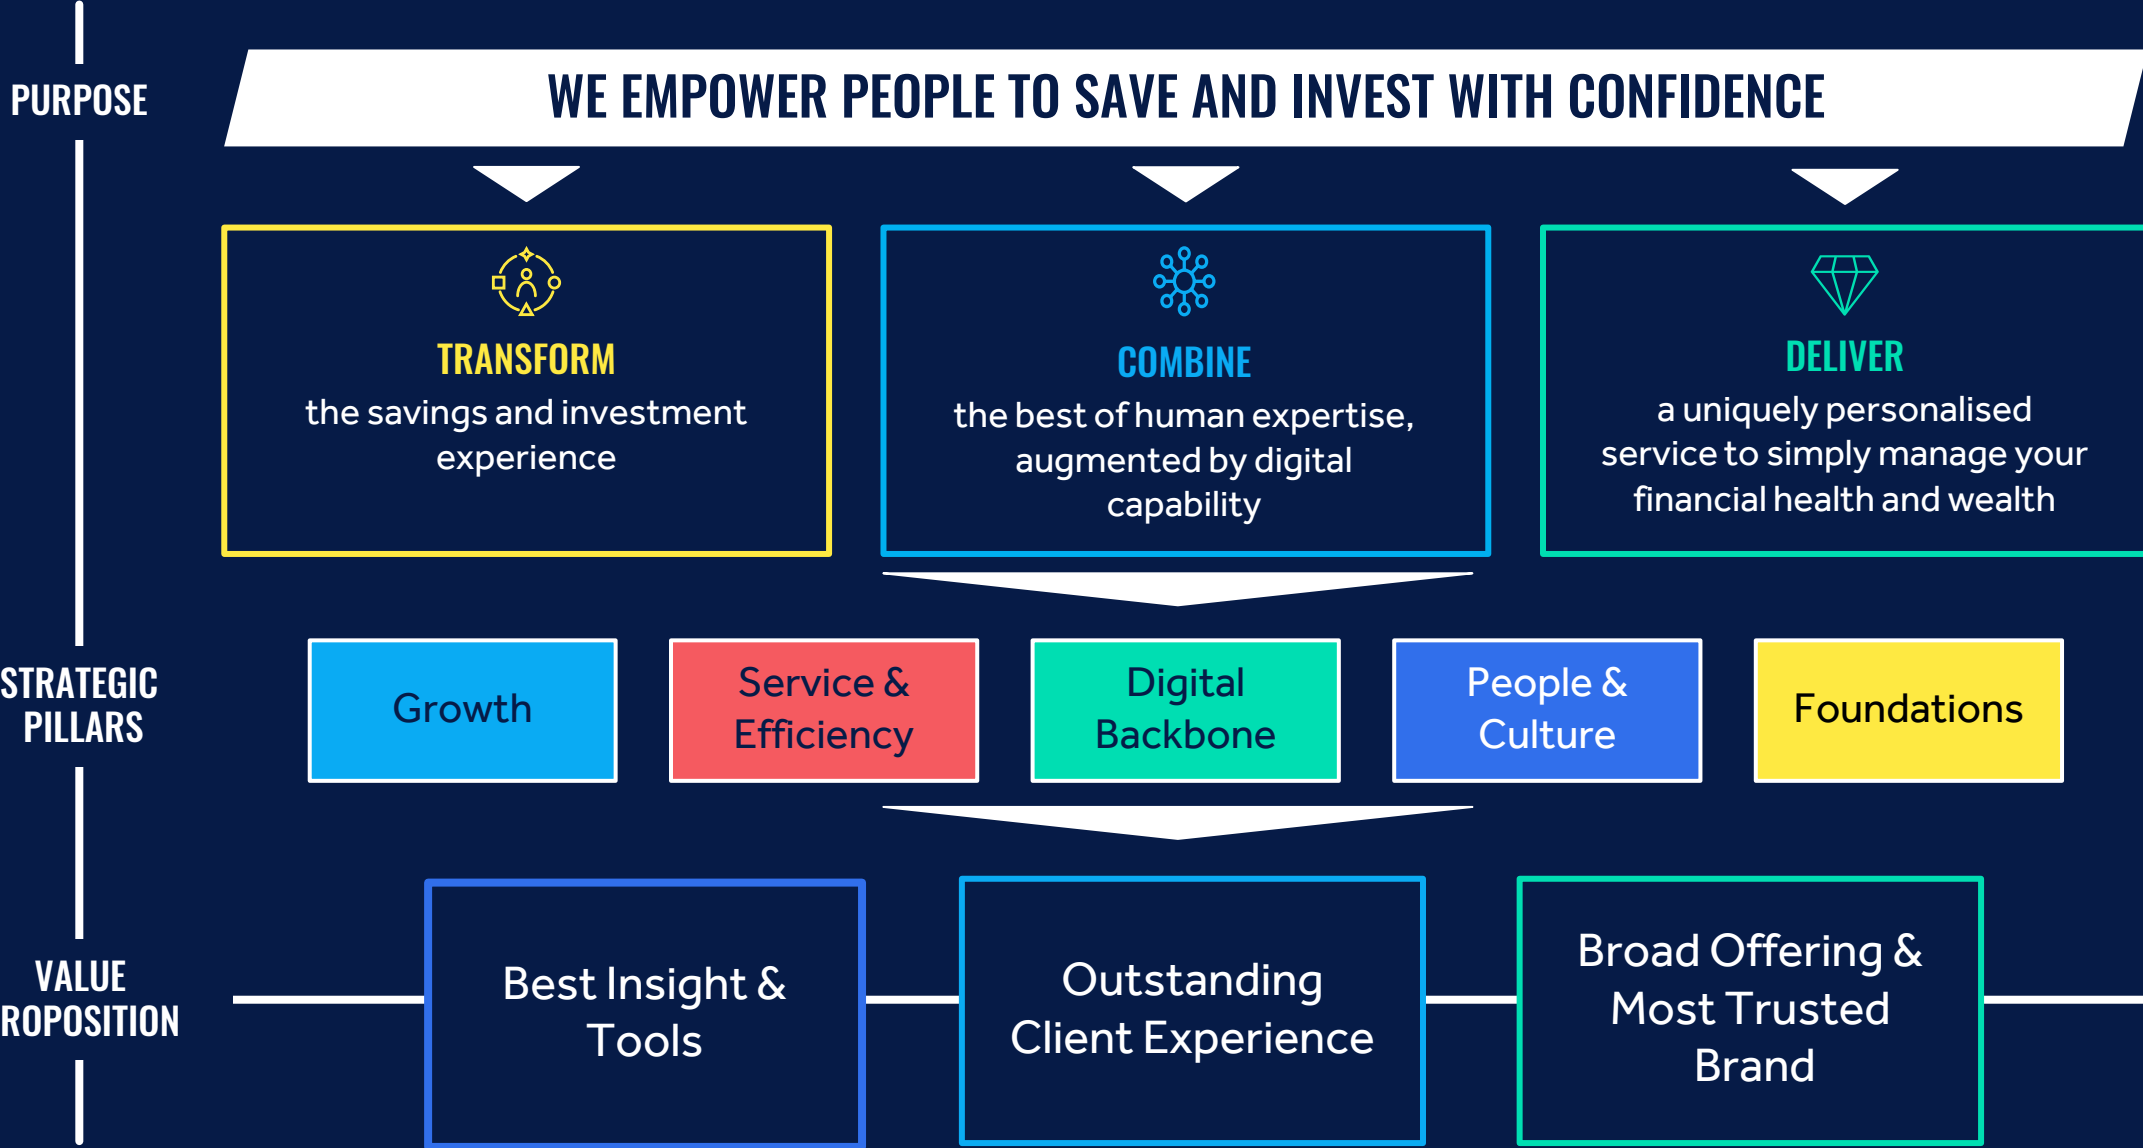 PURPOSE
WE EMPOWER PEOPLE TO SAVE AND INVEST WITH CONFIDENCE
TRANSFORM
the savings and investment
experience
COMBINE
the best of human expertise,
augmented by digital
capability
DELIVER
a uniquely personalised
service to simply manage your
financial health and wealth
STRATEGIC
PILLARS
Growth
Service &
Efficiency
Digital
Backbone
People &
Culture
Foundations
VALUE
ROPOSITION
Best Insight &
Tools
Outstanding
Client Experience
Broad Offering &
Most Trusted
Brand